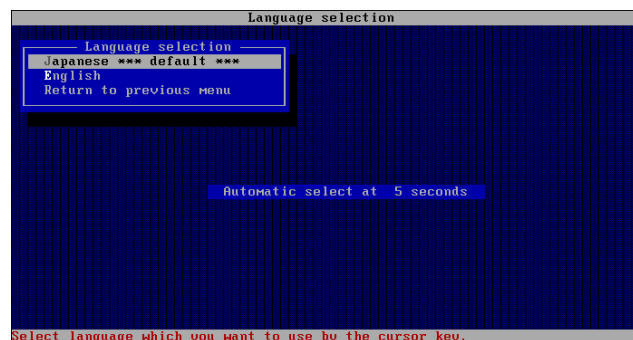 Language selection
Language selection
Japanese *** default ***
English
Return to previous menu
Automatic select at 5 seconds
Select language which you want to use by the cursor key.